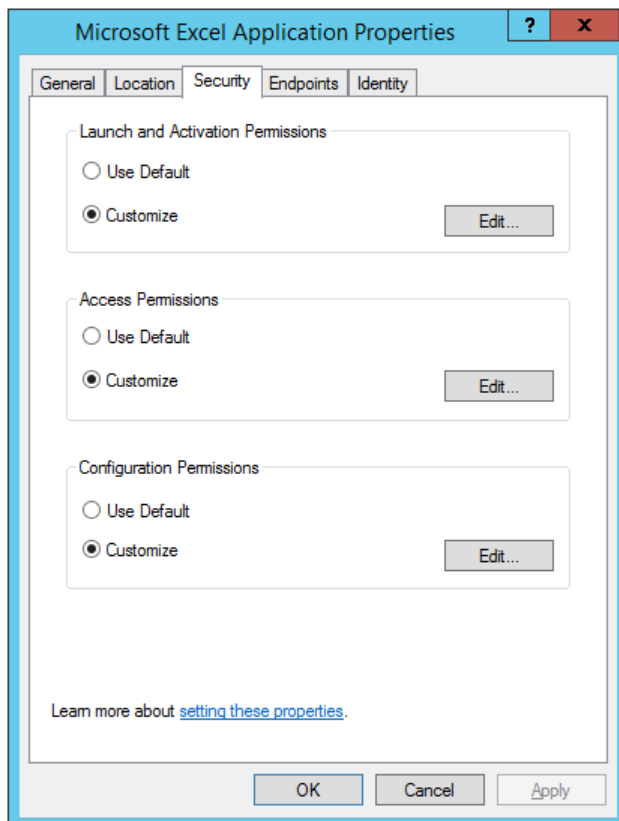 Microsoft Excel Application Properties ? x
General Location Security Endpoints Identity
Launch and Activation Permissions
Use Default
Customize Edit...
Access Permissions
Use Default
Customize Edit...
Configuration Permissions
Use Default
Customize Edit...
Learn more about setting these properties.
OK Cancel Apply